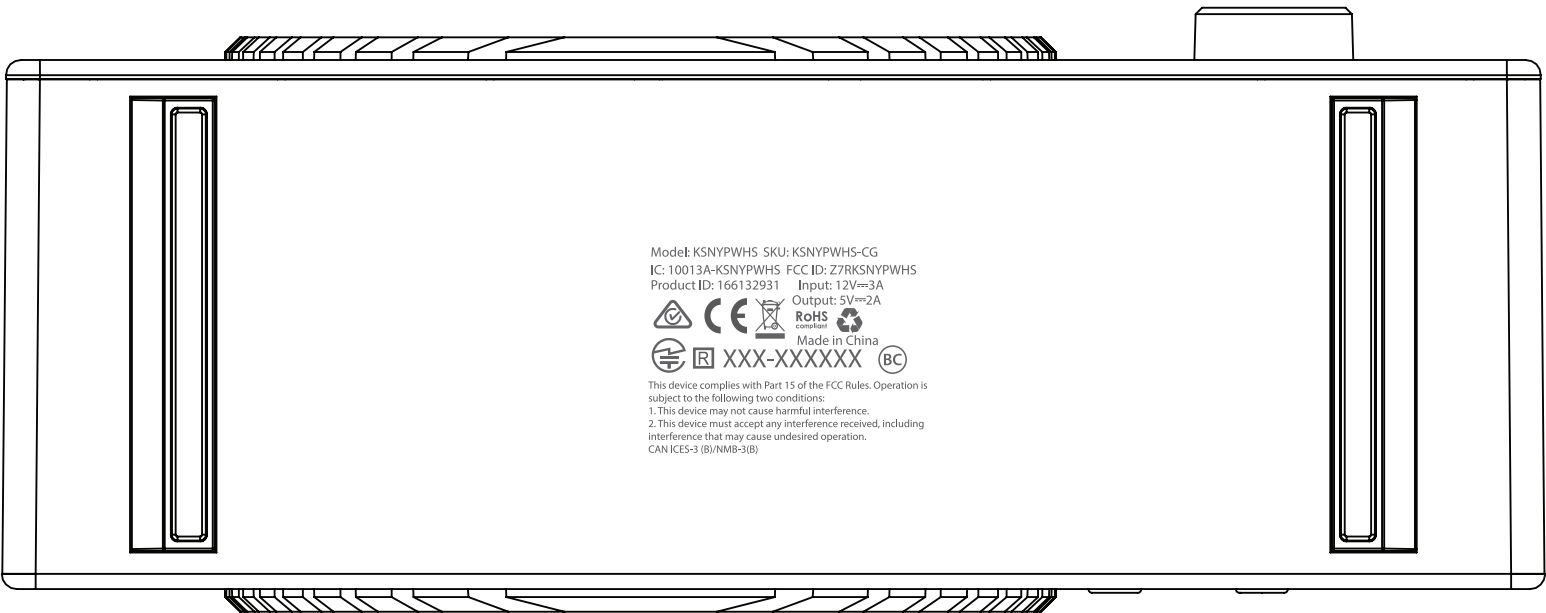 Model: KSNYPWHS SKU: KSNYPWHS-CG
IC: 10013A-KSNYPWHS FCC ID: Z7RKSNYPWHS
Product ID: 166132931 Input: 12V⎓3A
Output: 5V⎓2A
CE RoHS
compliant
Made in China
R XXX-XXXXXX BC
This device complies with Part 15 of the FCC Rules. Operation is
subject to the following two conditions:
1. This device may not cause harmful interference.
2. This device must accept any interference received, including
interference that may cause undesired operation.
CAN ICES-3 (B)/NMB-3(B)